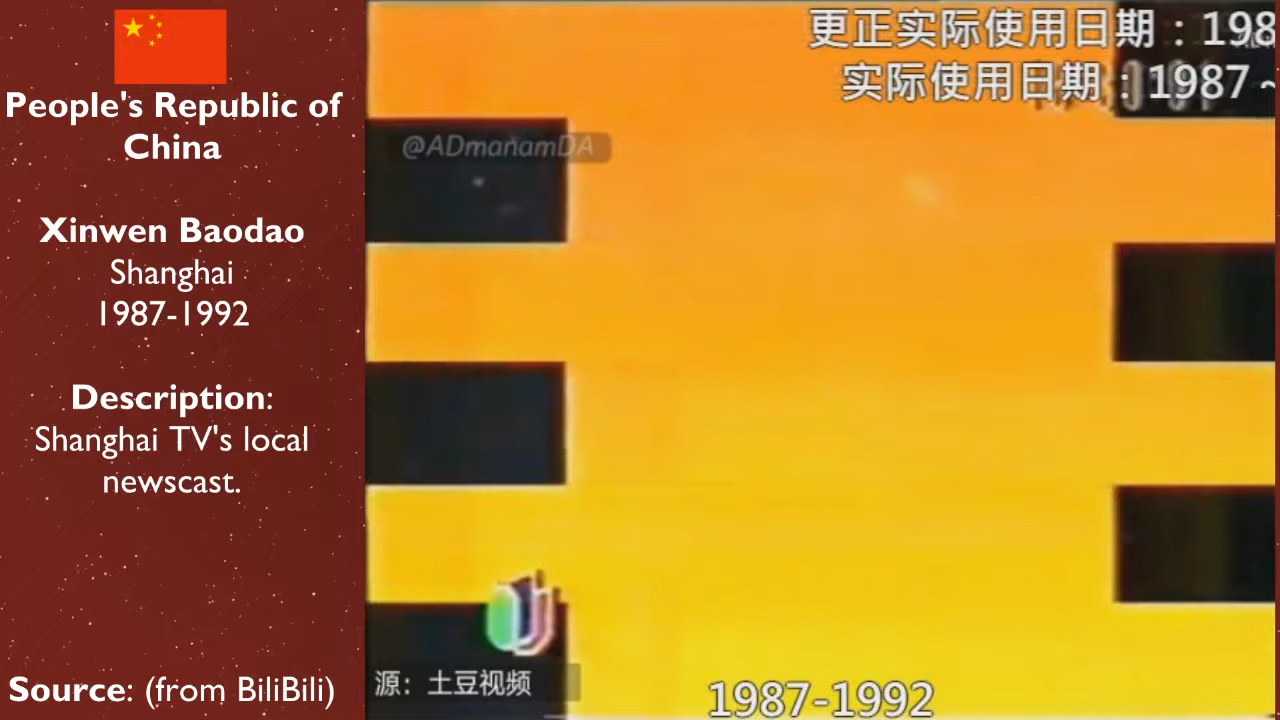 People's Republic of
China
Xinwen Baodao
Shanghai
1987-1992
Description:
Shanghai TV's local
newscast.
Source: (from BiliBili)
更正实际使用日期：198
实际使用日期：1987～
@ADmanamDA
源：土豆视频
1987-1992